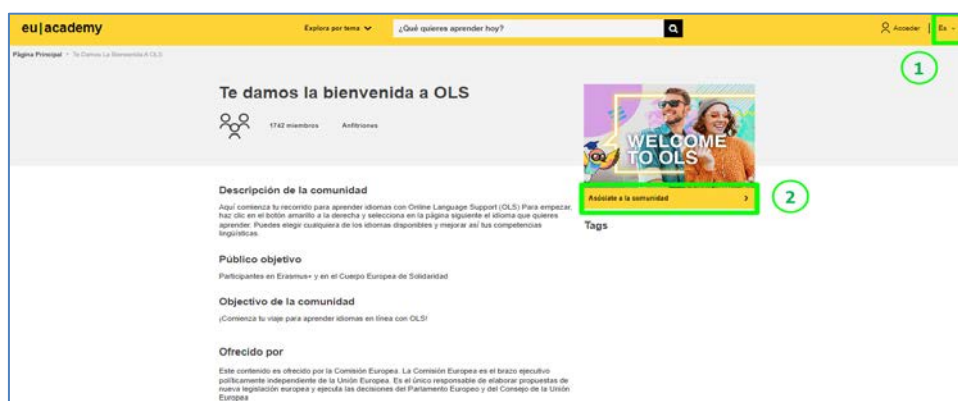 eu|academy
Explora por tema
¿Qué quieres aprender hoy?
Acceder
Es
1
Página Principal • Te Damos La Bienvenida A OLS
Te damos la bienvenida a OLS
1742 miembros Anfitriones
WELCOME
TO OLS
Asóciate a la comunidad
2
Tags
Descripción de la comunidad
Aquí comienza tu recorrido para aprender idiomas con Online Language Support (OLS) Para empezar,
haz clic en el botón amarillo a la derecha y selecciona en la página siguiente el idioma que quieres
aprender. Puedes elegir cualquiera de los idiomas disponibles y mejorar así tus competencias
lingüísticas.
Público objetivo
Participantes en Erasmus+ y en el Cuerpo Europeo de Solidaridad
Objectivo de la comunidad
¡Comienza tu viaje para aprender idiomas en línea con OLS!
Ofrecido por
Este contenido es ofrecido por la Comisión Europea. La Comisión Europea es el brazo ejecutivo
políticamente independiente de la Unión Europea. Es el único responsable de elaborar propuestas de
nueva legislación europea y ejecuta las decisiones del Parlamento Europeo y del Consejo de la Unión
Europea